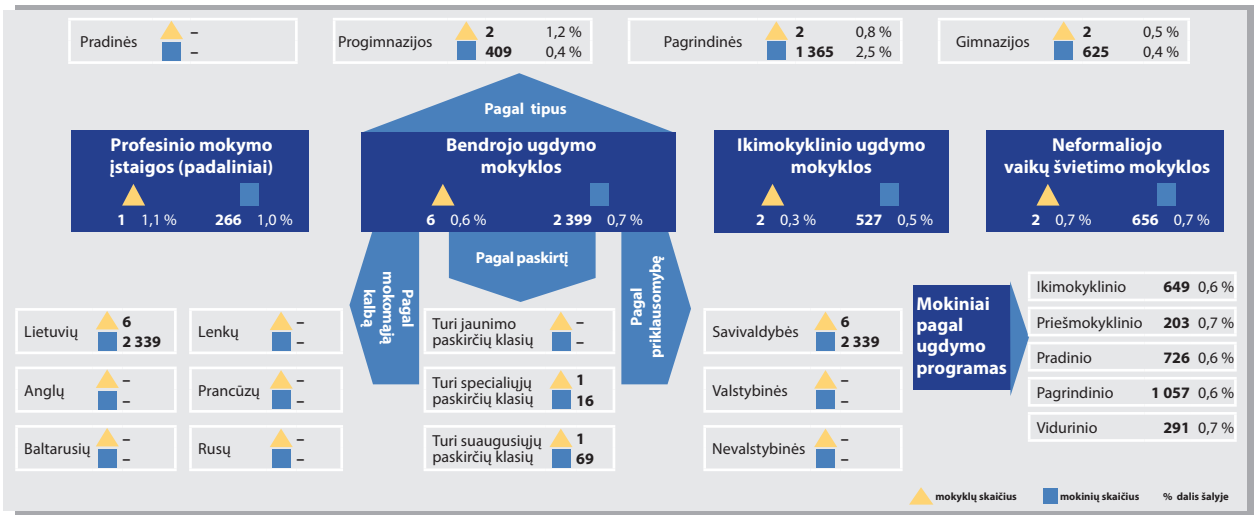 Pradinės
–
–
Progimnazijos
2 1,2 %
409 0,4 %
Pagrindinės
2 0,8 %
1 365 2,5 %
Gimnazijos
2 0,5 %
625 0,4 %
Pagal tipus
Profesinio mokymo
įstaigos (padaliniai)
1 1,1 % 266 1,0 %
Bendrojo ugdymo
mokyklos
6 0,6 % 2 399 0,7 %
Ikimokyklinio ugdymo
mokyklos
2 0,3 % 527 0,5 %
Neformaliojo
vaikų švietimo mokyklos
2 0,7 % 656 0,7 %
Pagal
mokomąją
kalbą
Pagal paskirtį
Pagal
priklausomybę
Lietuvių
6
2 339
Lenkų
–
–
Anglų
–
–
Prancūzų
–
–
Baltarusių
–
–
Rusų
–
–
Turi jaunimo
paskirčių klasių
–
–
Turi specialiųjų
paskirčių klasių
1
16
Turi suaugusiųjų
paskirčių klasių
1
69
Savivaldybės
6
2 339
Valstybinės
–
–
Nevalstybinės
–
–
Mokiniai
pagal
ugdymo
programas
Ikimokyklinio 649 0,6 %
Priešmokyklinio 203 0,7 %
Pradinio 726 0,6 %
Pagrindinio 1 057 0,6 %
Vidurinio 291 0,7 %
mokyklų skaičius mokinių skaičius % dalis šalyje